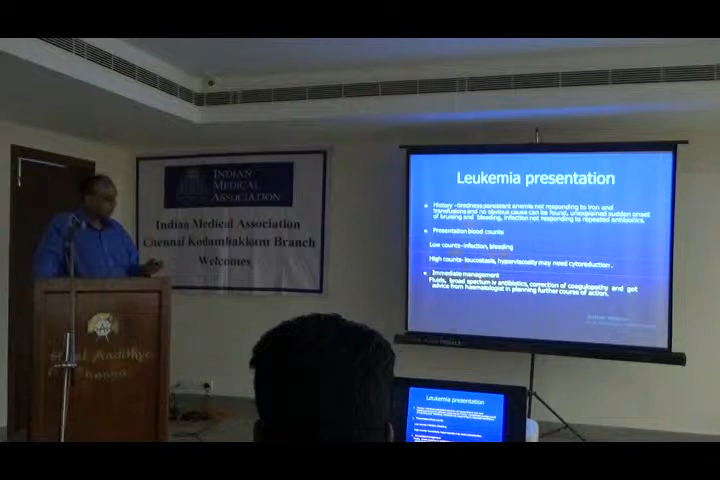 INDIAN
MEDICAL
ASSOCIATION
Indian Medical Association
Chennai Kodambakkam Branch
Welcomes
Aadithya
Chennai
Leukemia presentation
History –tiredness persistent anemia not responding to iron and
transfusions and no obvious cause can be found, unexplained sudden onset
of bruising and bleeding, infection not responding to repeated antibiotics.
Presentation blood counts
Low counts-infection, bleeding
High counts- leucostasis, hyperviscosity may need cytoreduction .
Immediate management
Fluids, broad spectum iv antibiotics, correction of coagulopathy and get
advice from haematologist in planning further course of action.
Leukemia presentation